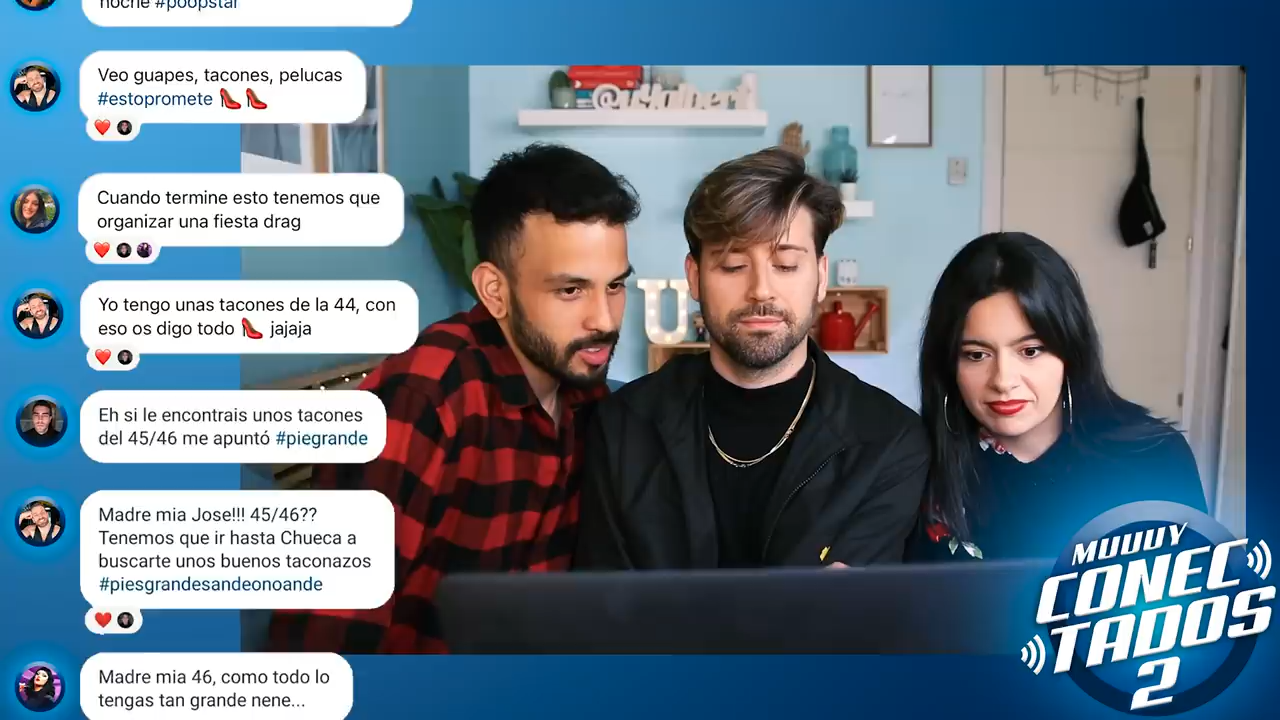 noche #poopstar
Veo guapes, tacones, pelucas
#estopromete 👠👠
Cuando termine esto tenemos que
organizar una fiesta drag
Yo tengo unas tacones de la 44, con
eso os digo todo 👠 jajaja
Eh si le encontrais unos tacones
del 45/46 me apuntó #piegrande
Madre mia Jose!!! 45/46??
Tenemos que ir hasta Chueca a
buscarte unos buenos taconazos
#piesgrandesandeonoande
Madre mia 46, como todo lo
tengas tan grande nene...
@u4albert
U
MUUUY
CONEC
TADOS
2